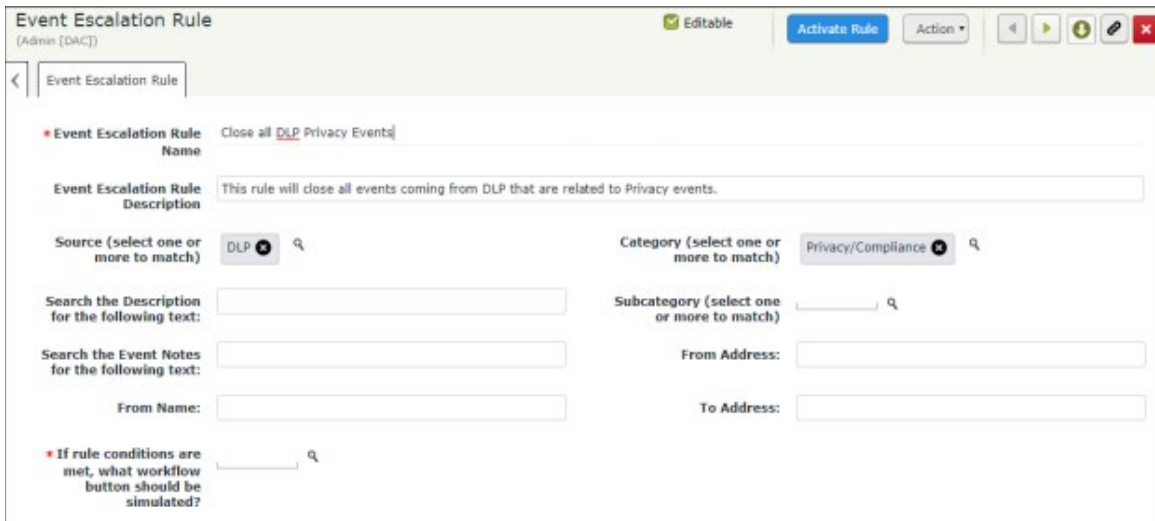 Event Escalation Rule
(Admin [DAC])
Editable
Activate Rule
Action
Event Escalation Rule
* Event Escalation Rule
Name
Close all DLP Privacy Events
Event Escalation Rule
Description
This rule will close all events coming from DLP that are related to Privacy events.
Source (select one or
more to match)
DLP
Category (select one or
more to match)
Privacy/Compliance
Search the Description
for the following text:
Subcategory (select one
or more to match)
Search the Event Notes
for the following text:
From Address:
From Name:
To Address:
* If rule conditions are
met, what workflow
button should be
simulated?